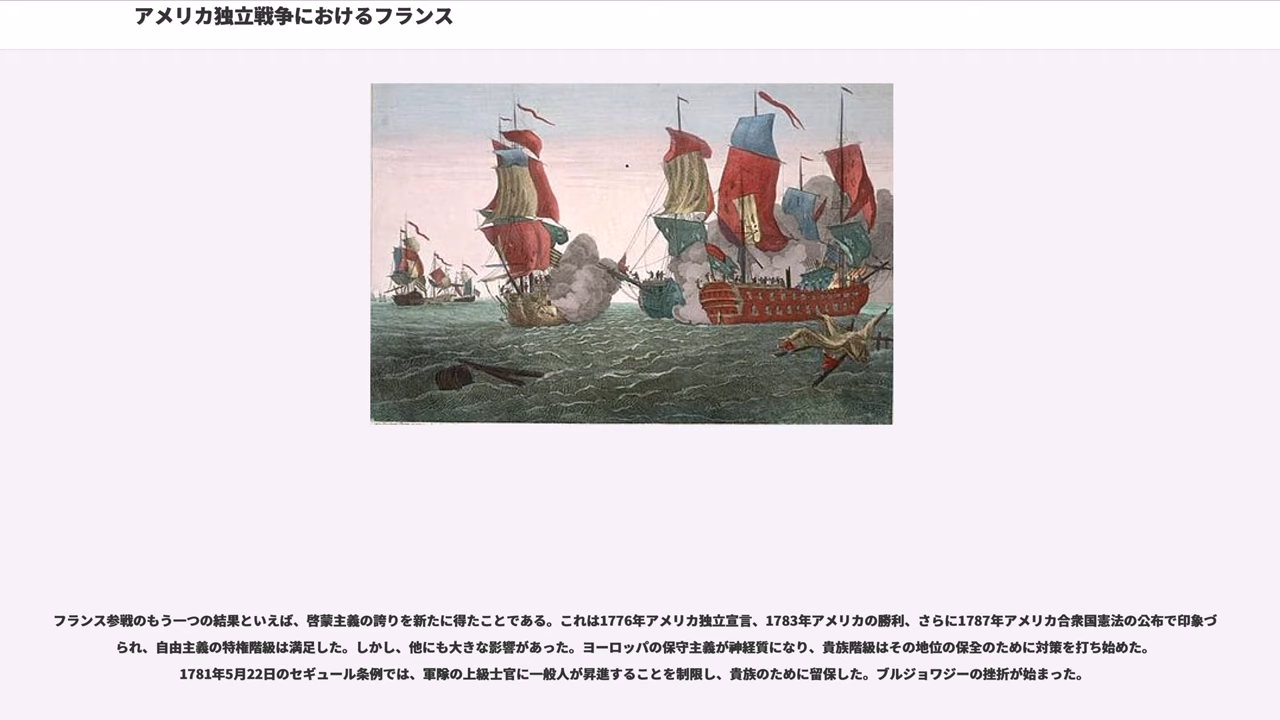 アメリカ独立戦争におけるフランス
フランス参戦のもう一つの結果といえば、啓蒙主義の誇りを新たに得たことである。これは1776年アメリカ独立宣言、1783年アメリカの勝利、さらに1787年アメリカ合衆国憲法の公布で印象づ
られ、自由主義の特権階級は満足した。しかし、他にも大きな影響があった。ヨーロッパの保守主義が神経質になり、貴族階級はその地位の保全のために対策を打ち始めた。
1781年5月22日のセギュール条例では、軍隊の上級士官に一般人が昇進することを制限し、貴族のために留保した。ブルジョワジーの挫折が始まった。